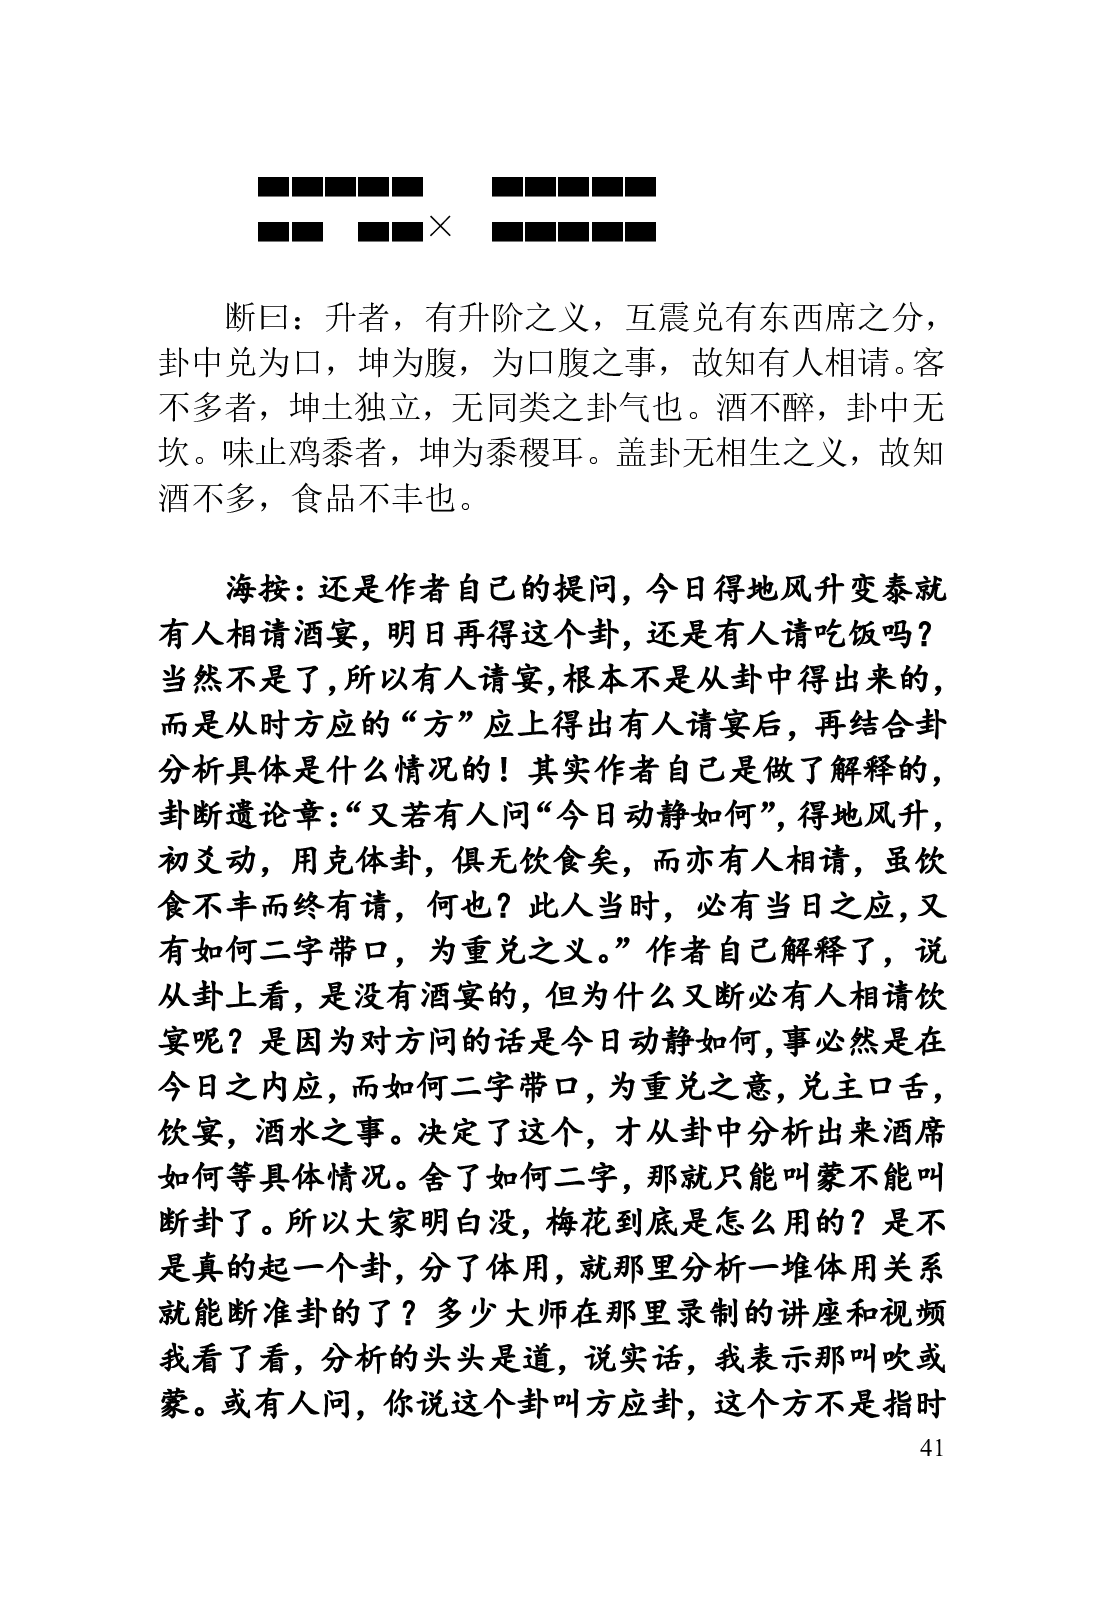 ×
断曰：升者，有升阶之义，互震兑有东西席之分，
卦中兑为口，坤为腹，为口腹之事，故知有人相请。客
不多者，坤土独立，无同类之卦气也。酒不醉，卦中无
坎。味止鸡黍者，坤为黍稷耳。盖卦无相生之义，故知
酒不多，食品不丰也。
海按：还是作者自己的提问，今日得地风升变泰就
有人相请酒宴，明日再得这个卦，还是有人请吃饭吗？
当然不是了，所以有人请宴，根本不是从卦中得出来的，
而是从时方应的“方”应上得出有人请宴后，再结合卦
分析具体是什么情况的！其实作者自己是做了解释的，
卦断遗论章：“又若有人问“今日动静如何”，得地风升，
初爻动，用克体卦，俱无饮食矣，而亦有人相请，虽饮
食不丰而终有请，何也？此人当时，必有当日之应，又
有如何二字带口，为重兑之义。”作者自己解释了，说
从卦上看，是没有酒宴的，但为什么又断必有人相请饮
宴呢？是因为对方问的话是今日动静如何，事必然是在
今日之内应，而如何二字带口，为重兑之意，兑主口舌，
饮宴，酒水之事。决定了这个，才从卦中分析出来酒席
如何等具体情况。舍了如何二字，那就只能叫蒙不能叫
断卦了。所以大家明白没，梅花到底是怎么用的？是不
是真的起一个卦，分了体用，就那里分析一堆体用关系
就能断准卦的了？多少大师在那里录制的讲座和视频
我看了看，分析的头头是道，说实话，我表示那叫吹或
蒙。或有人问，你说这个卦叫方应卦，这个方不是指时
41